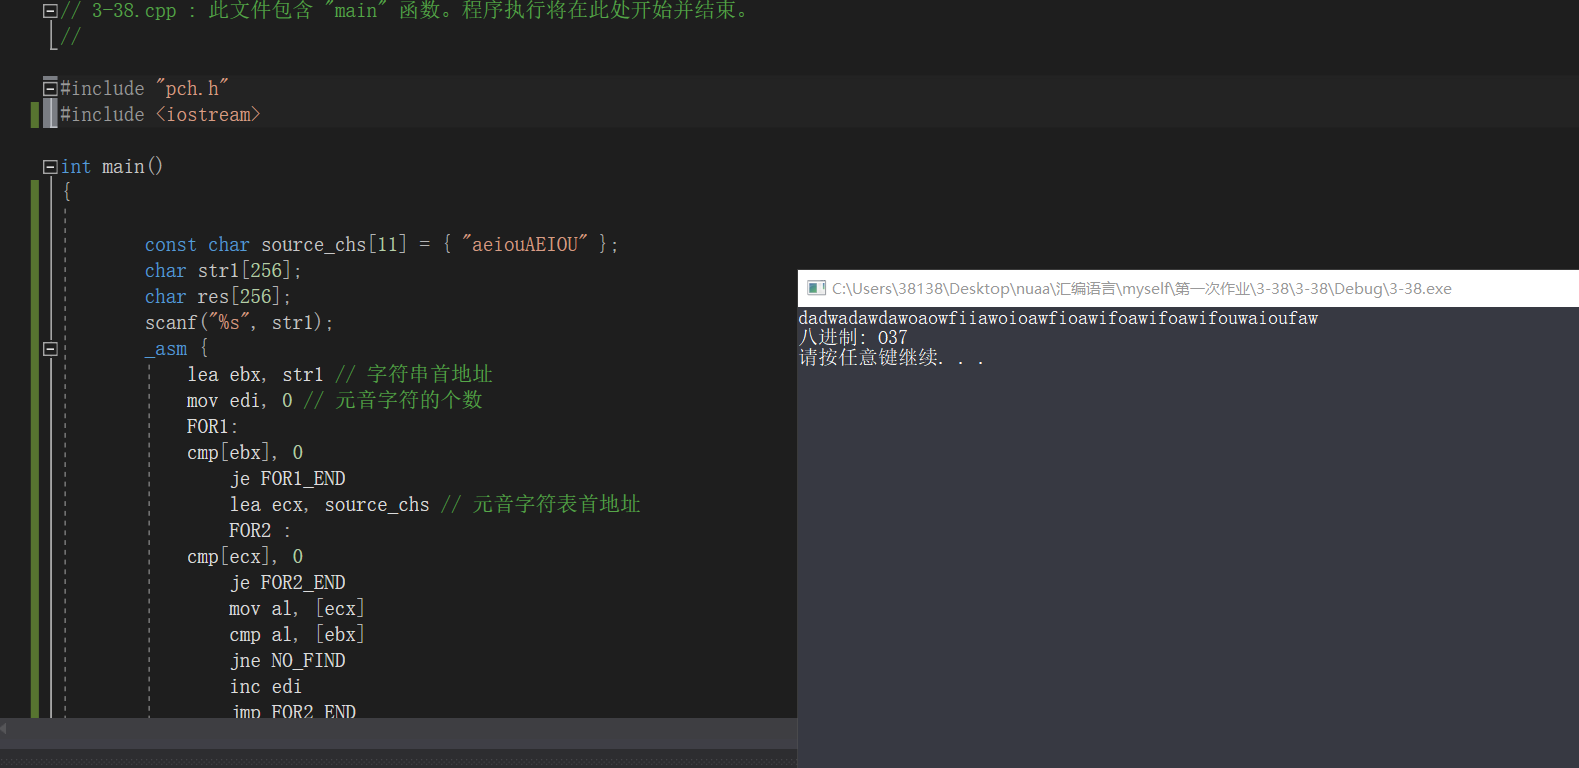 // 3-38.cpp : 此文件包含 "main" 函数。程序执行将在此处开始并结束。
//
#include "pch.h"
#include <iostream>
int main()
{
const char source_chs[11] = { "aeiouAEIOU" };
char str1[256];
char res[256];
scanf("%s", str1);
_asm {
lea ebx, str1 // 字符串首地址
mov edi, 0 // 元音字符的个数
FOR1:
cmp[ebx], 0
je FOR1_END
lea ecx, source_chs // 元音字符表首地址
FOR2 :
cmp[ecx], 0
je FOR2_END
mov al, [ecx]
cmp al, [ebx]
jne NO_FIND
inc edi
jmp FOR2_END
C:\Users\38138\Desktop\nuaa\汇编语言\myself\第一次作业\3-38\3-38\Debug\3-38.exe
dadwadawdawoaowfiiawoioawfioawifoawifoawifouwaioufaw
八进制: 037
请按任意键继续. . .